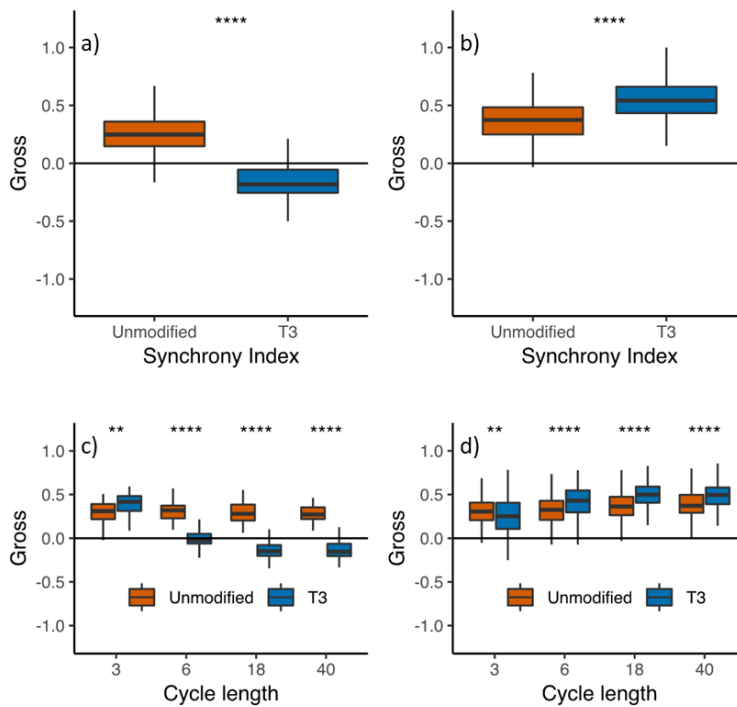 a)
****
Gross
1.0
0.5
0.0
-0.5
-1.0
Unmodified T3
Synchrony Index
b)
****
Gross
1.0
0.5
0.0
-0.5
-1.0
Unmodified T3
Synchrony Index
c)
** **** **** ****
Gross
1.0
0.5
0.0
-0.5
-1.0
Unmodified T3
3 6 18 40
Cycle length
d)
** **** **** ****
Gross
1.0
0.5
0.0
-0.5
-1.0
Unmodified T3
3 6 18 40
Cycle length